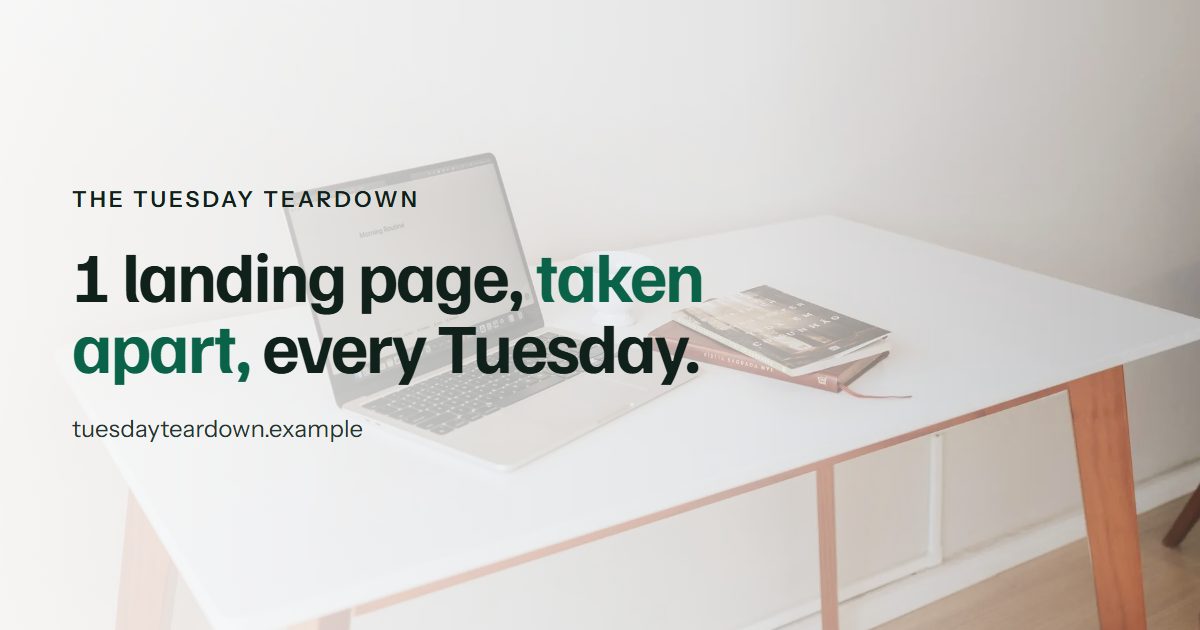 THE TUESDAY TEARDOWN
1 landing page, taken
apart, every Tuesday.
tuesdayteardown.example
Morning Routine